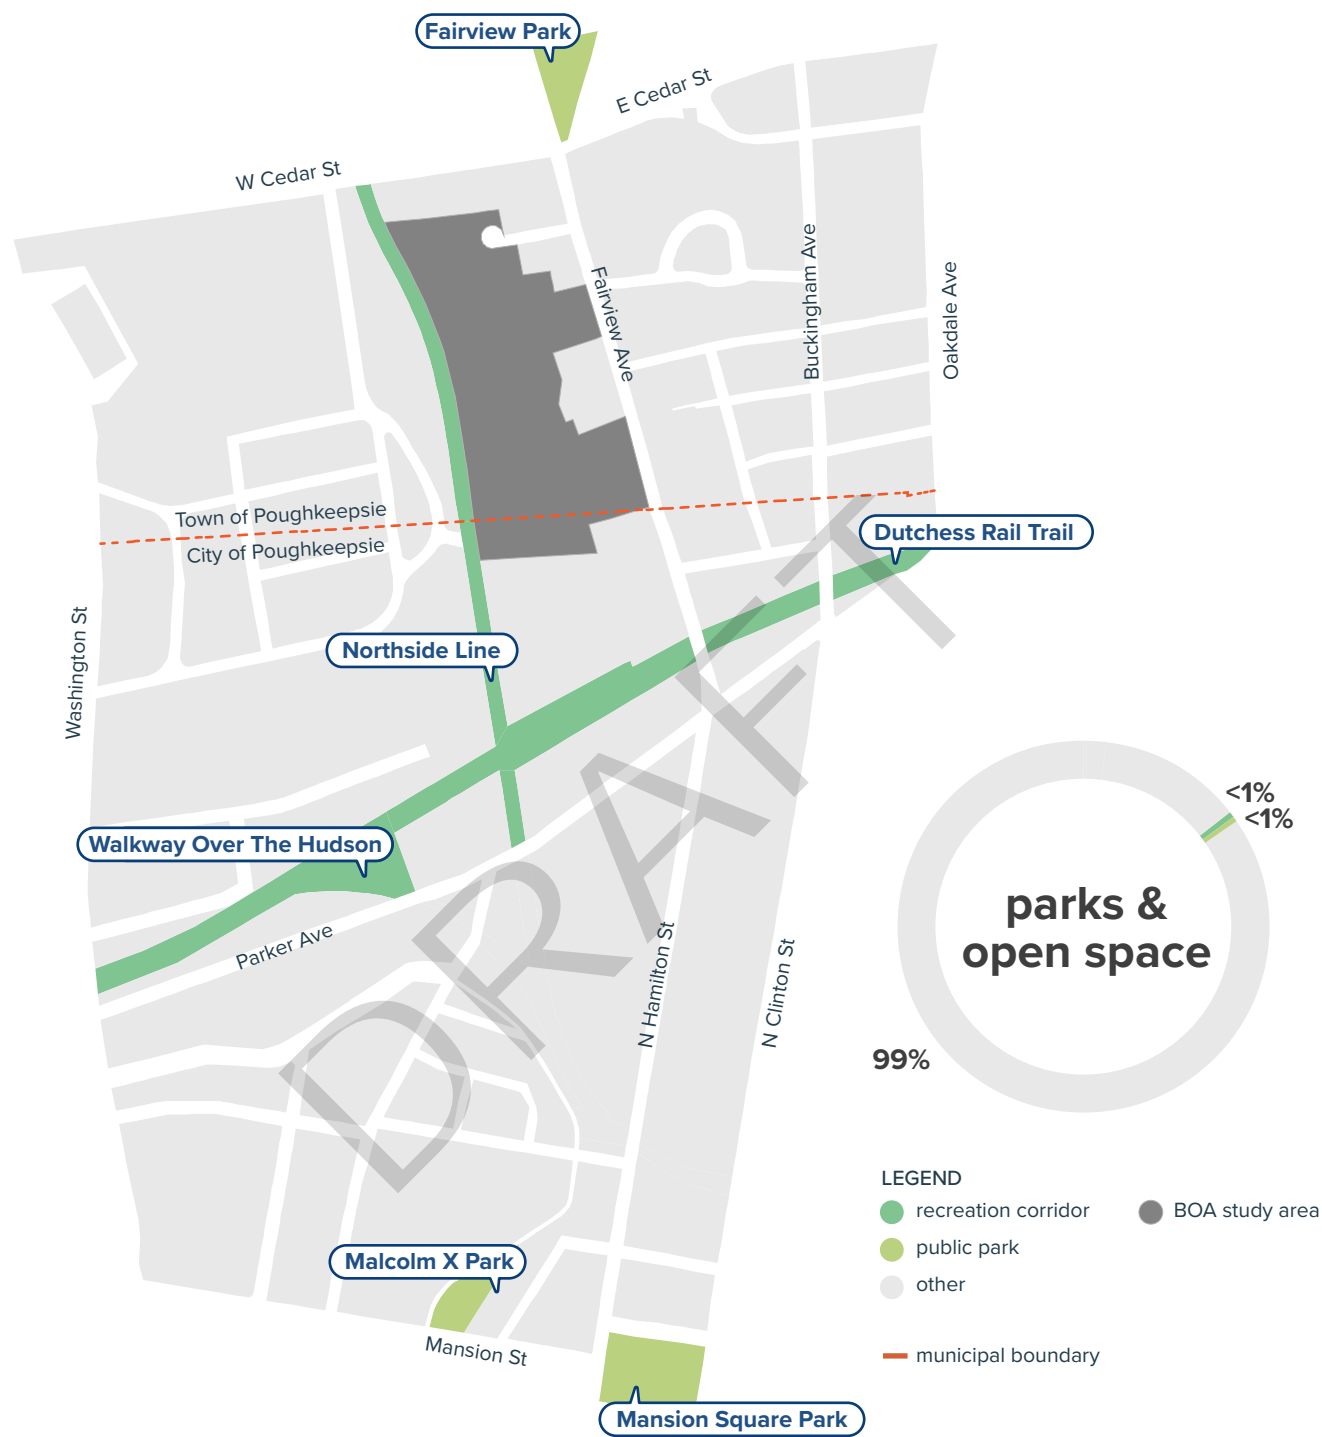 Fairview Park
E Cedar St
W Cedar St
Fairview Ave
Buckingham Ave
Oakdale Ave
Town of Poughkeepsie
City of Poughkeepsie
Dutchess Rail Trail
Washington St
Northside Line
Walkway Over The Hudson
Parker Ave
N Hamilton St
N Clinton St
DRAFT
<1%
<1%
parks &
open space
99%
LEGEND
recreation corridor
BOA study area
public park
other
municipal boundary
Malcolm X Park
Mansion St
Mansion Square Park